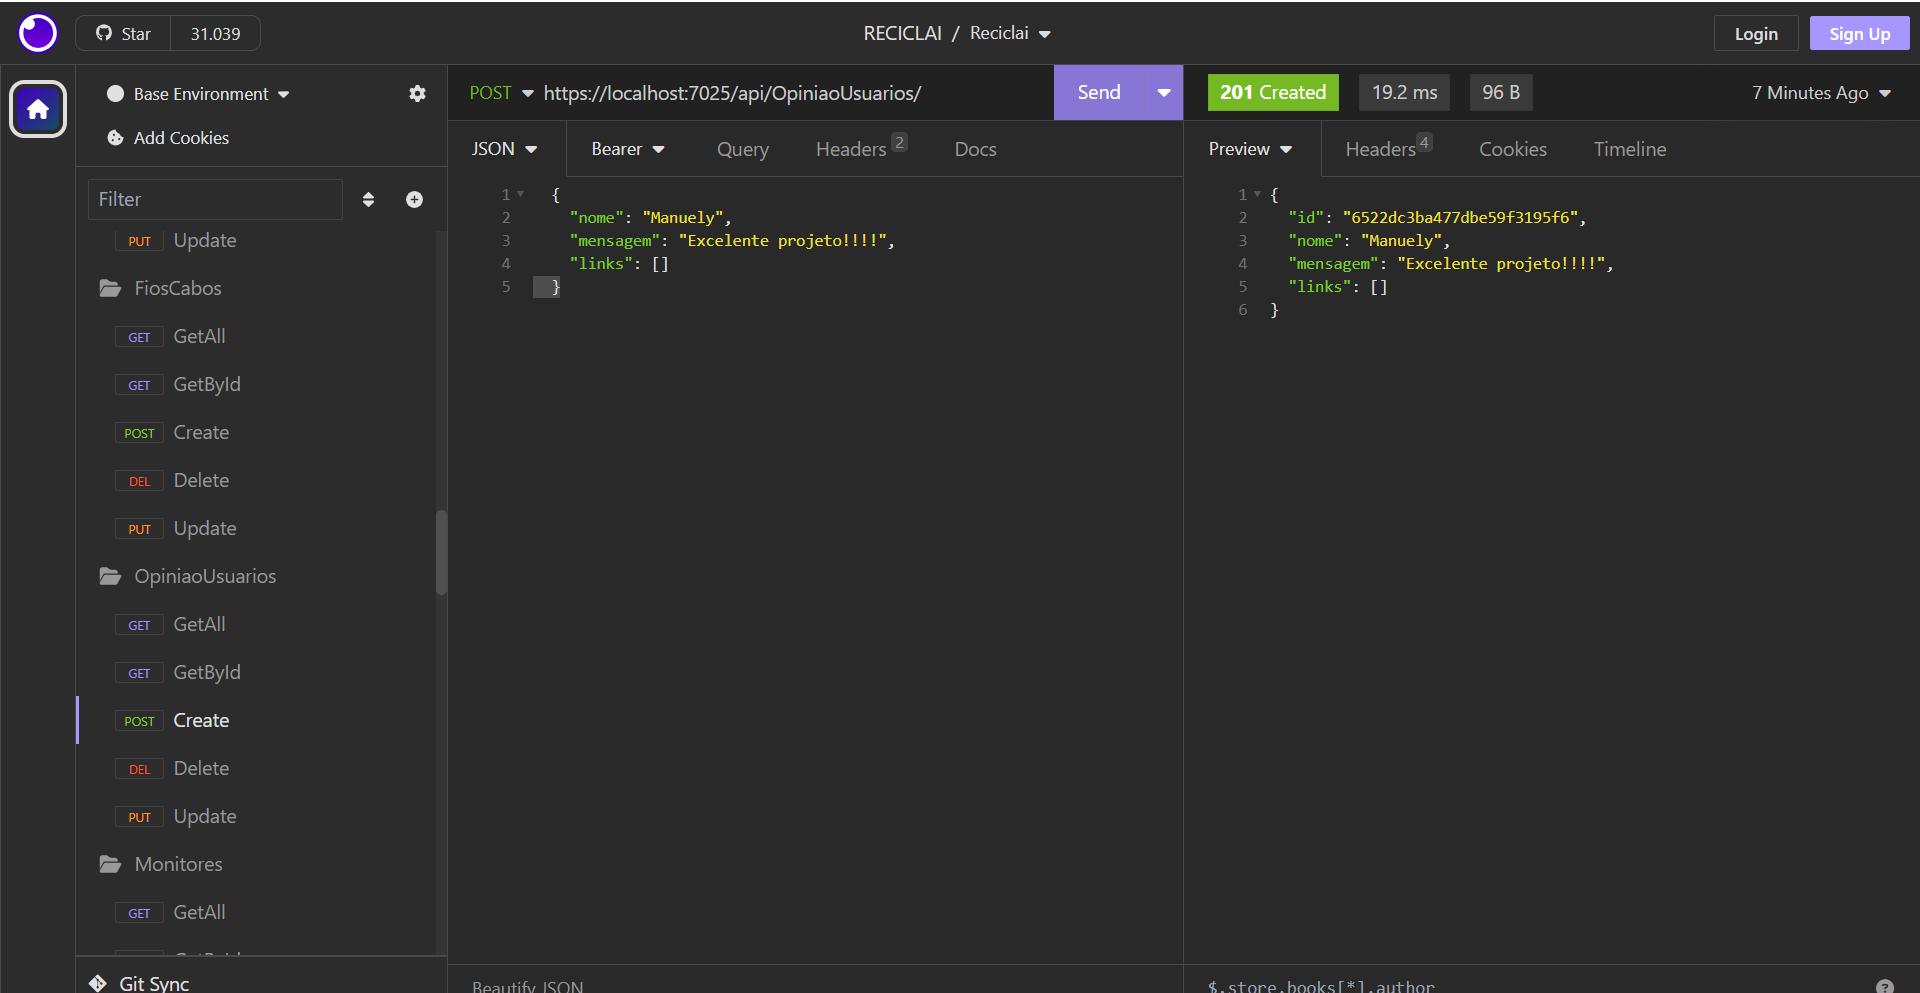 Star 31.039
RECICLAI / Reciclai
Login
Sign Up
Base Environment
Add Cookies
Filter
PUT Update
FiosCabos
GET GetAll
GET GetById
POST Create
DEL Delete
PUT Update
OpiniaoUsuarios
GET GetAll
GET GetById
POST Create
DEL Delete
PUT Update
Monitores
GET GetAll
Git Sync
POST https://localhost:7025/api/OpiniaoUsuarios/
Send
JSON Bearer Query Headers 2 Docs
1 {
2 "nome": "Manuely",
3 "mensagem": "Excelente projeto!!!!",
4 "links": []
5 }
Beautify JSON
201 Created 19.2 ms 96 B 7 Minutes Ago
Preview Headers 4 Cookies Timeline
1 {
2 "id": "6522dc3ba477dbe59f3195f6",
3 "nome": "Manuely",
4 "mensagem": "Excelente projeto!!!!",
5 "links": []
6 }
$.store.books[*].author
?